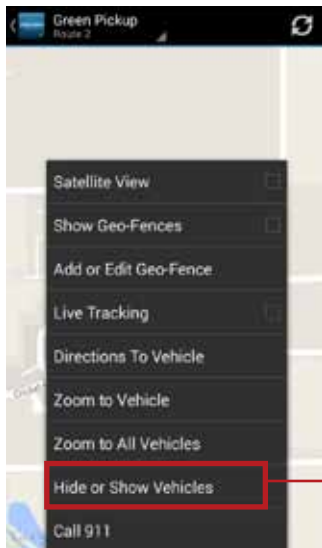 Green Pickup
Route 2
Satellite View
Show Geo-Fences
Add or Edit Geo-Fence
Live Tracking
Directions To Vehicle
Zoom to Vehicle
Zoom to All Vehicles
Hide or Show Vehicles
Call 911